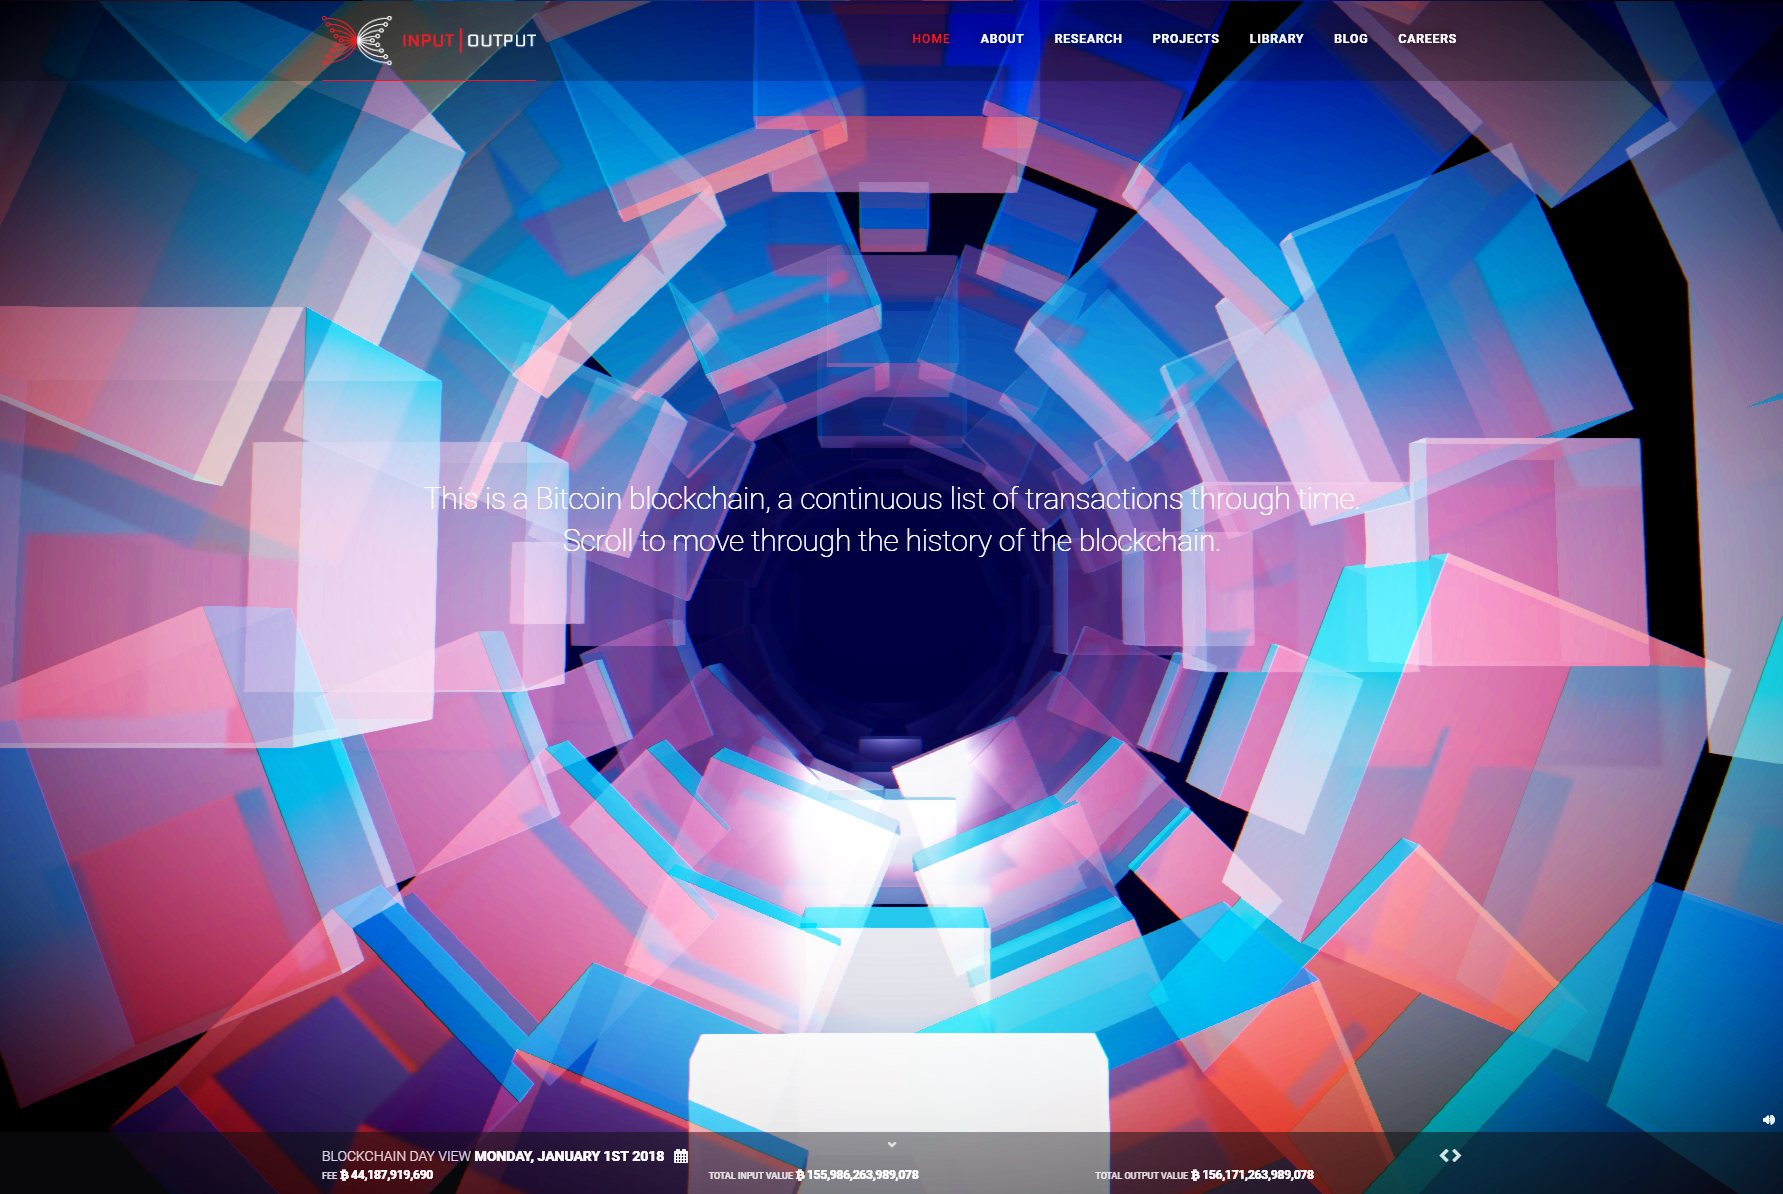 INPUT | OUTPUT
HOME ABOUT RESEARCH PROJECTS LIBRARY BLOG CAREERS
This is a Bitcoin blockchain, a continuous list of transactions through time.
Scroll to move through the history of the blockchain.
BLOCKCHAIN DAY VIEW MONDAY, JANUARY 1ST 2018
FEE ₿ 44,187,919,690
TOTAL INPUT VALUE ₿ 155,986,263,989,078
TOTAL OUTPUT VALUE ₿ 156,171,263,989,078